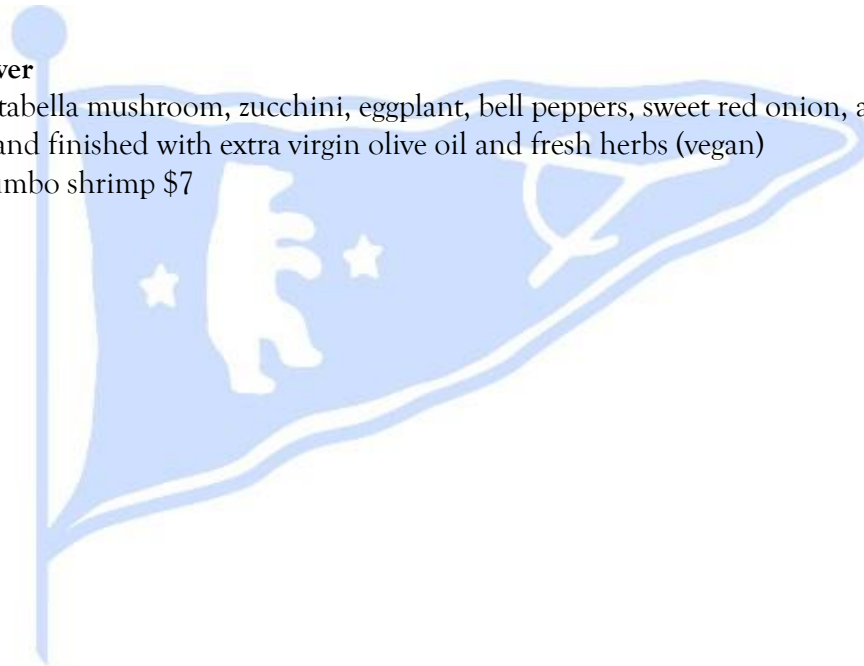 ver
tabella mushroom, zucchini, eggplant, bell peppers, sweet red onion, a
and finished with extra virgin olive oil and fresh herbs (vegan)
umbo shrimp $7